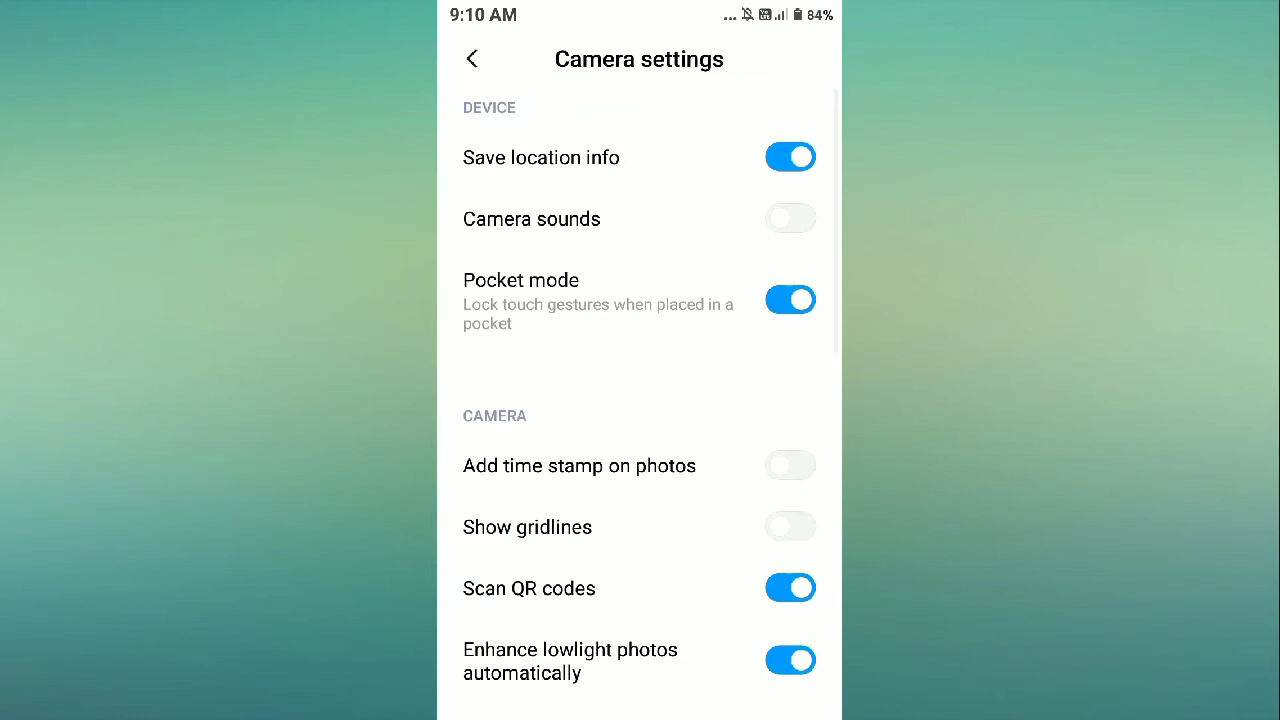 9:10 AM
... 84%
Camera settings
DEVICE
Save location info
Camera sounds
Pocket mode
Lock touch gestures when placed in a
pocket
CAMERA
Add time stamp on photos
Show gridlines
Scan QR codes
Enhance lowlight photos
automatically